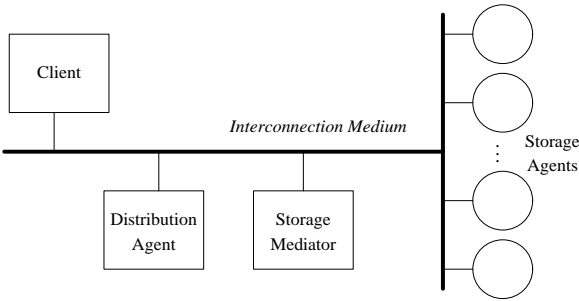 Client
Interconnection Medium
Storage
Agents
Distribution
Agent
Storage
Mediator